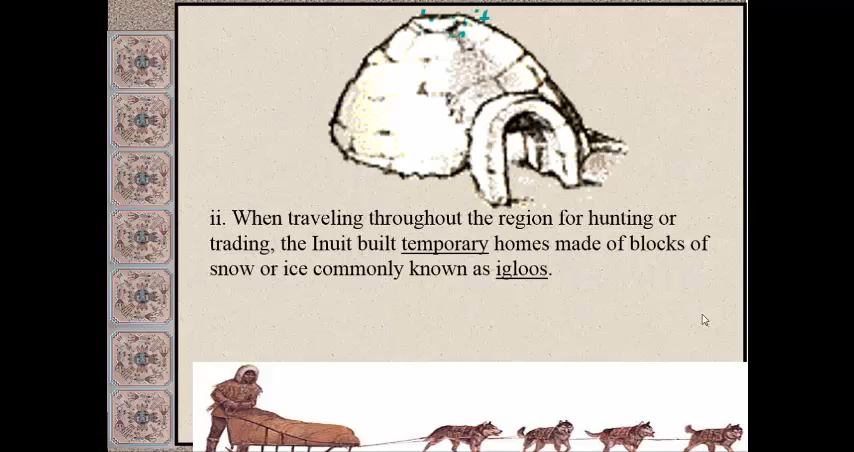 ii. When traveling throughout the region for hunting or
trading, the Inuit built temporary homes made of blocks of
snow or ice commonly known as igloos.